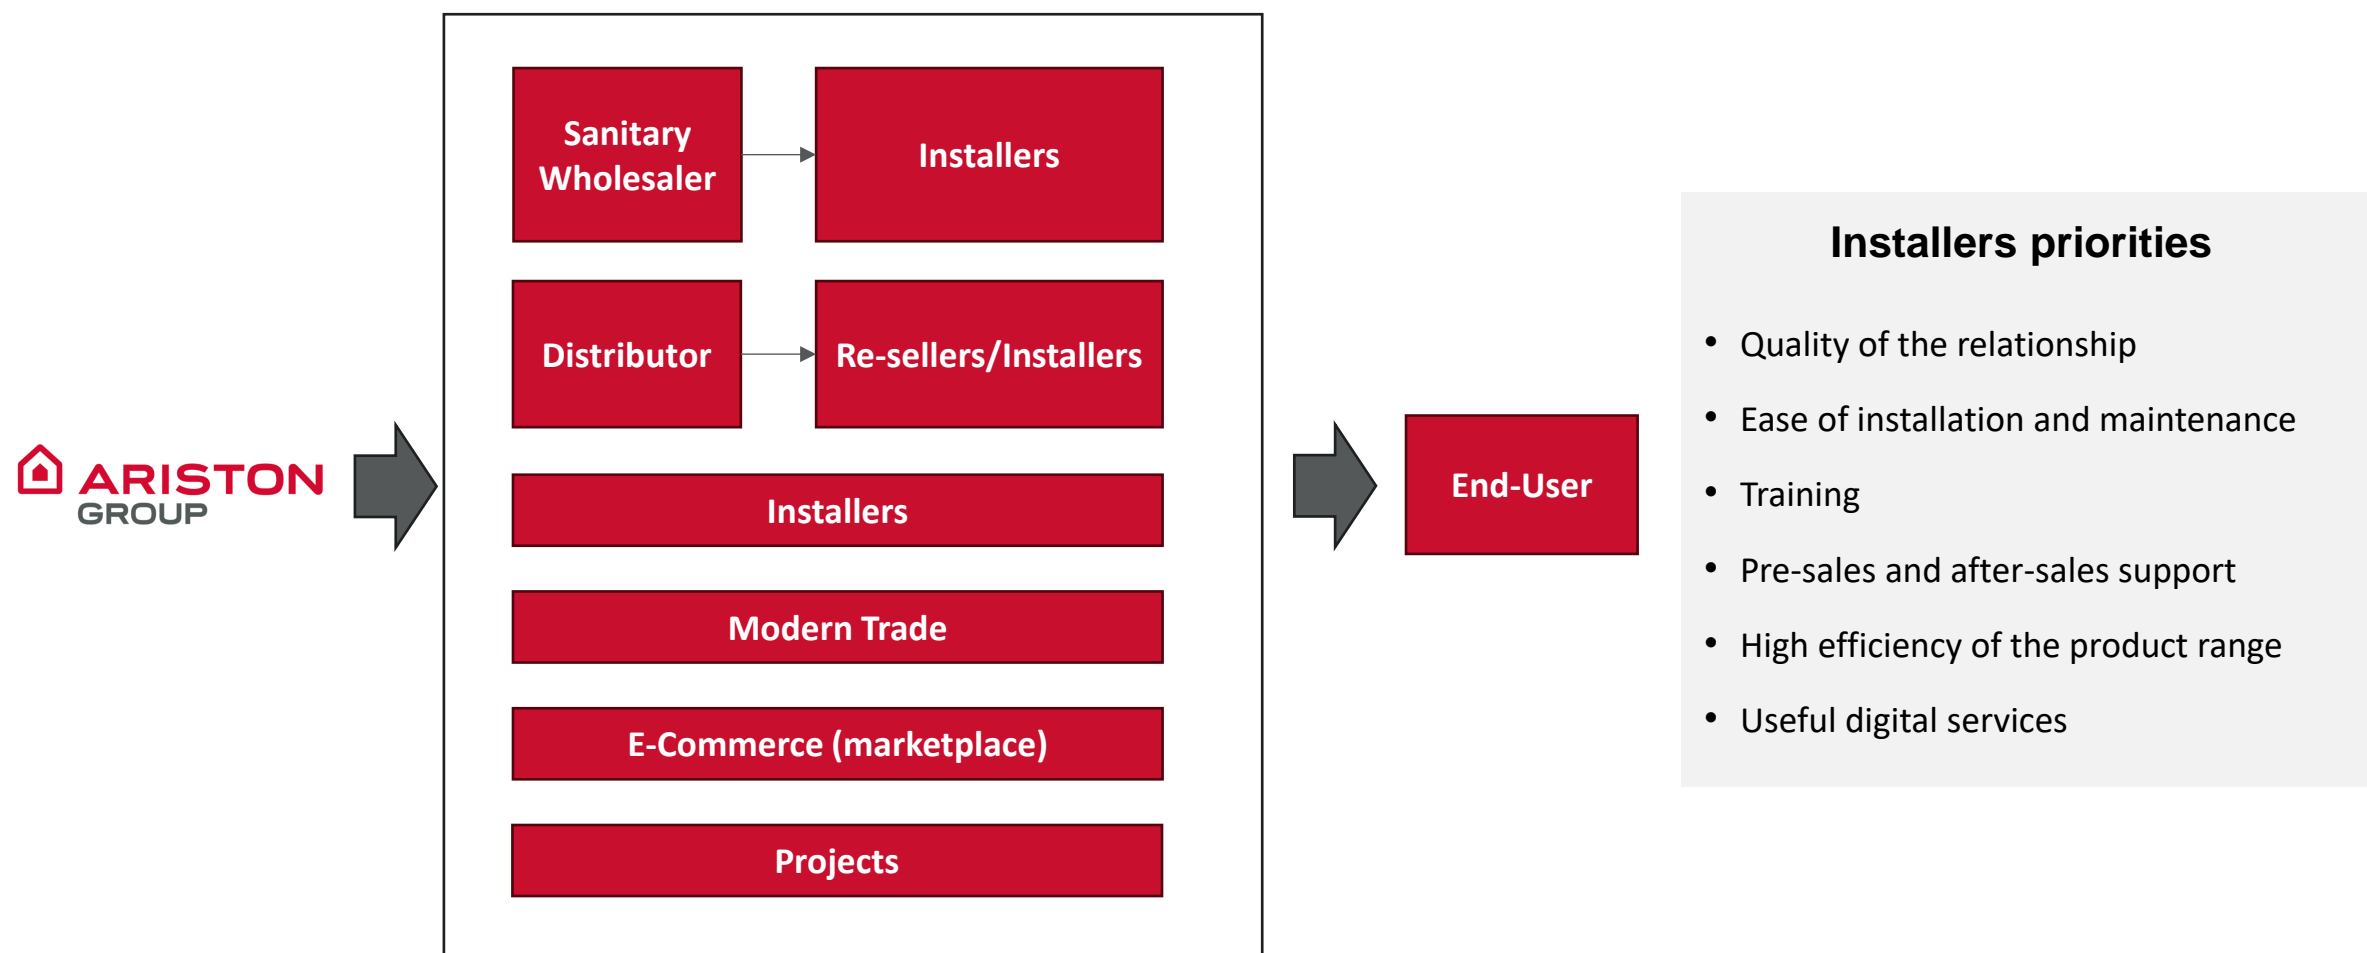 ARISTON
GROUP
Sanitary
Wholesaler
Installers
Distributor
Re-sellers/Installers
Installers
Modern Trade
E-Commerce (marketplace)
Projects
End-User
Installers priorities
• Quality of the relationship
• Ease of installation and maintenance
• Training
• Pre-sales and after-sales support
• High efficiency of the product range
• Useful digital services